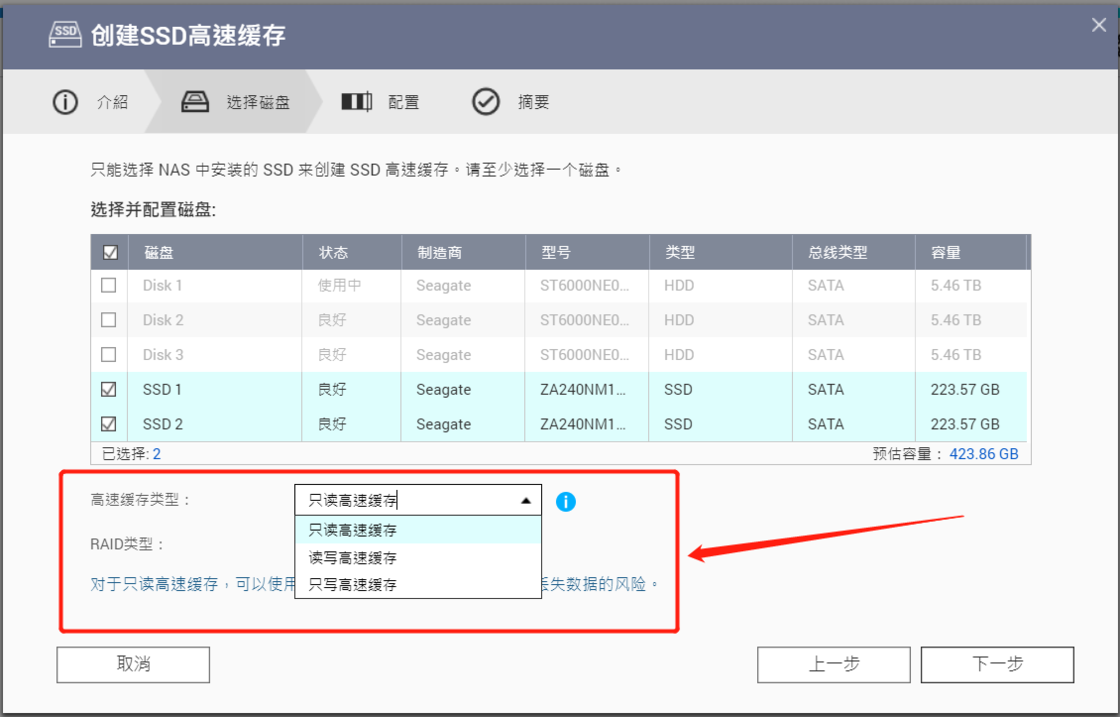 SSD 创建SSD高速缓存
介紹 选择磁盘 配置 摘要
只能选择 NAS 中安装的 SSD 来创建 SSD 高速缓存。请至少选择一个磁盘。
选择并配置磁盘:
磁盘 状态 制造商 型号 类型 总线类型 容量
Disk 1 使用中 Seagate ST6000NE0... HDD SATA 5.46 TB
Disk 2 良好 Seagate ST6000NE0... HDD SATA 5.46 TB
Disk 3 良好 Seagate ST6000NE0... HDD SATA 5.46 TB
SSD 1 良好 Seagate ZA240NM1... SSD SATA 223.57 GB
SSD 2 良好 Seagate ZA240NM1... SSD SATA 223.57 GB
已选择: 2 预估容量： 423.86 GB
高速缓存类型： 只读高速缓存
只读高速缓存
RAID类型：
读写高速缓存
对于只读高速缓存，可以使用 只写高速缓存 丢失数据的风险。
取消 上一步 下一步